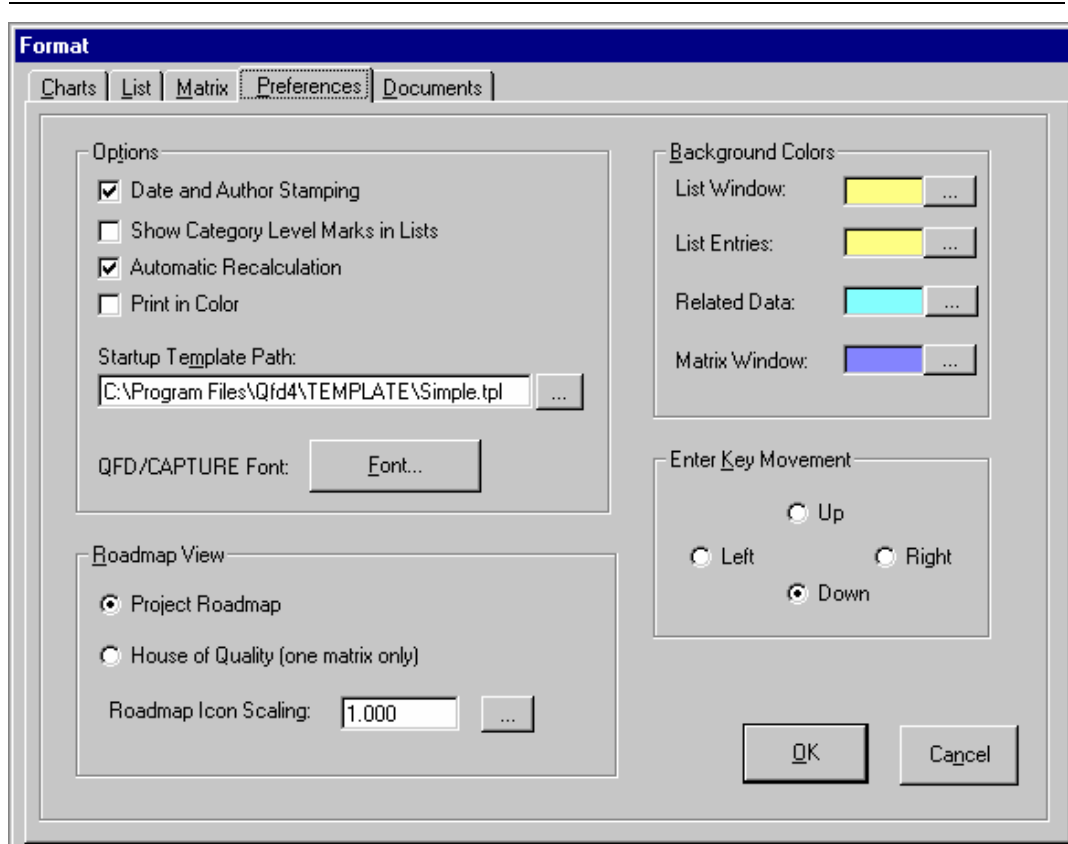 Format
Charts
List
Matrix
Preferences
Documents
Options
Date and Author Stamping
Show Category Level Marks in Lists
Automatic Recalculation
Print in Color
Startup Template Path:
C:\Program Files\Qfd4\TEMPLATE\Simple.tpl
...
QFD/CAPTURE Font:
Font...
Roadmap View
Project Roadmap
House of Quality (one matrix only)
Roadmap Icon Scaling:
1.000
...
Background Colors
List Window:
...
List Entries:
...
Related Data:
...
Matrix Window:
...
Enter Key Movement
Up
Left
Right
Down
OK
Cancel